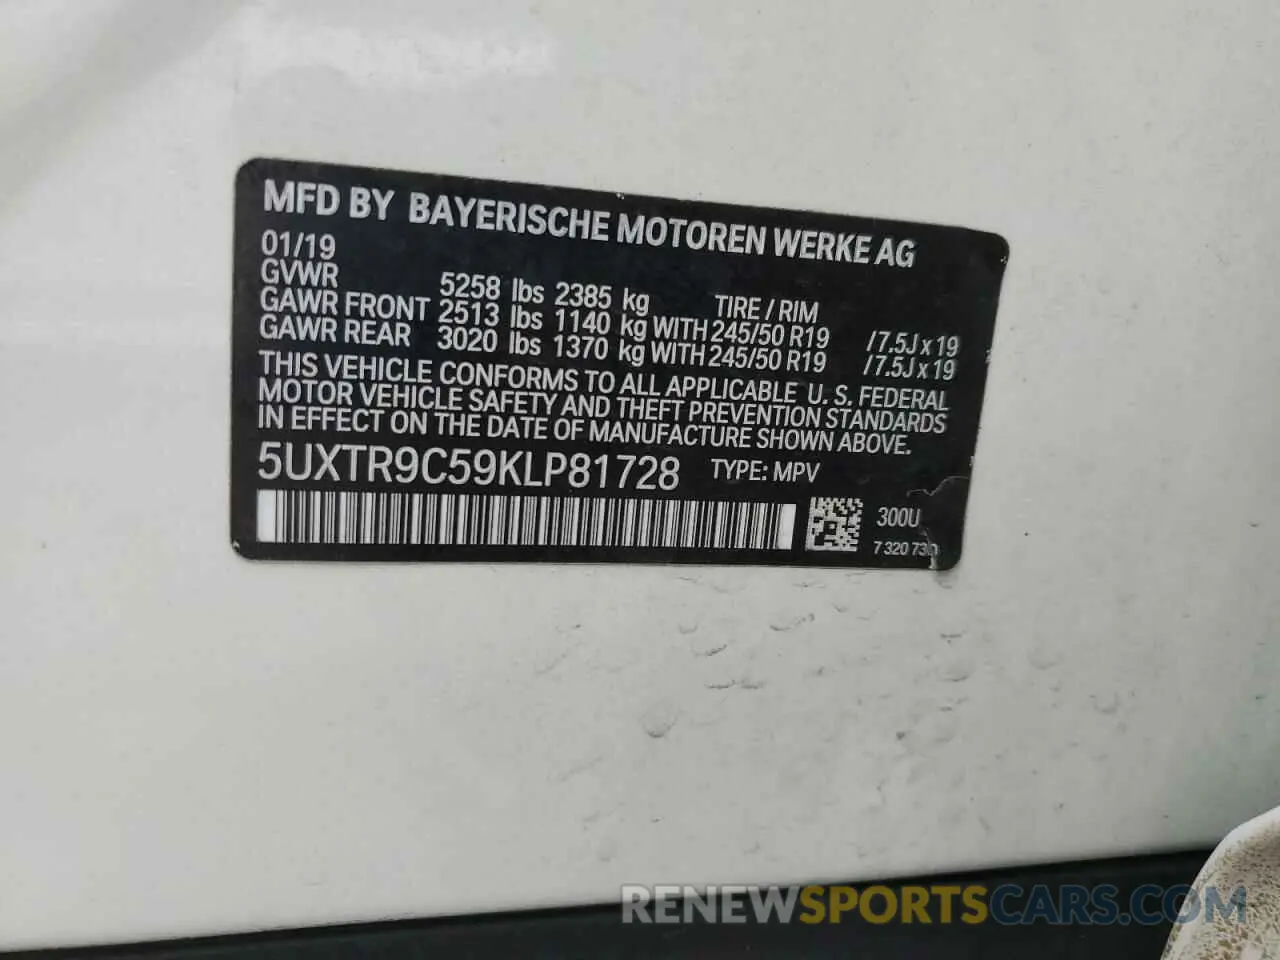 MFD BY BAYERISCHE MOTOREN WERKE AG
01/19
GVWR 5258 lbs 2385 kg TIRE / RIM
GAWR FRONT 2513 lbs 1140 kg WITH 245/50 R19 / 7.5J x 19
GAWR REAR 3020 lbs 1370 kg WITH 245/50 R19 / 7.5J x 19
THIS VEHICLE CONFORMS TO ALL APPLICABLE U. S. FEDERAL
MOTOR VEHICLE SAFETY AND THEFT PREVENTION STANDARDS
IN EFFECT ON THE DATE OF MANUFACTURE SHOWN ABOVE.
5UXTR9C59KLP81728 TYPE: MPV
300U
7 320 730
RENEWSPORTSCARS.COM